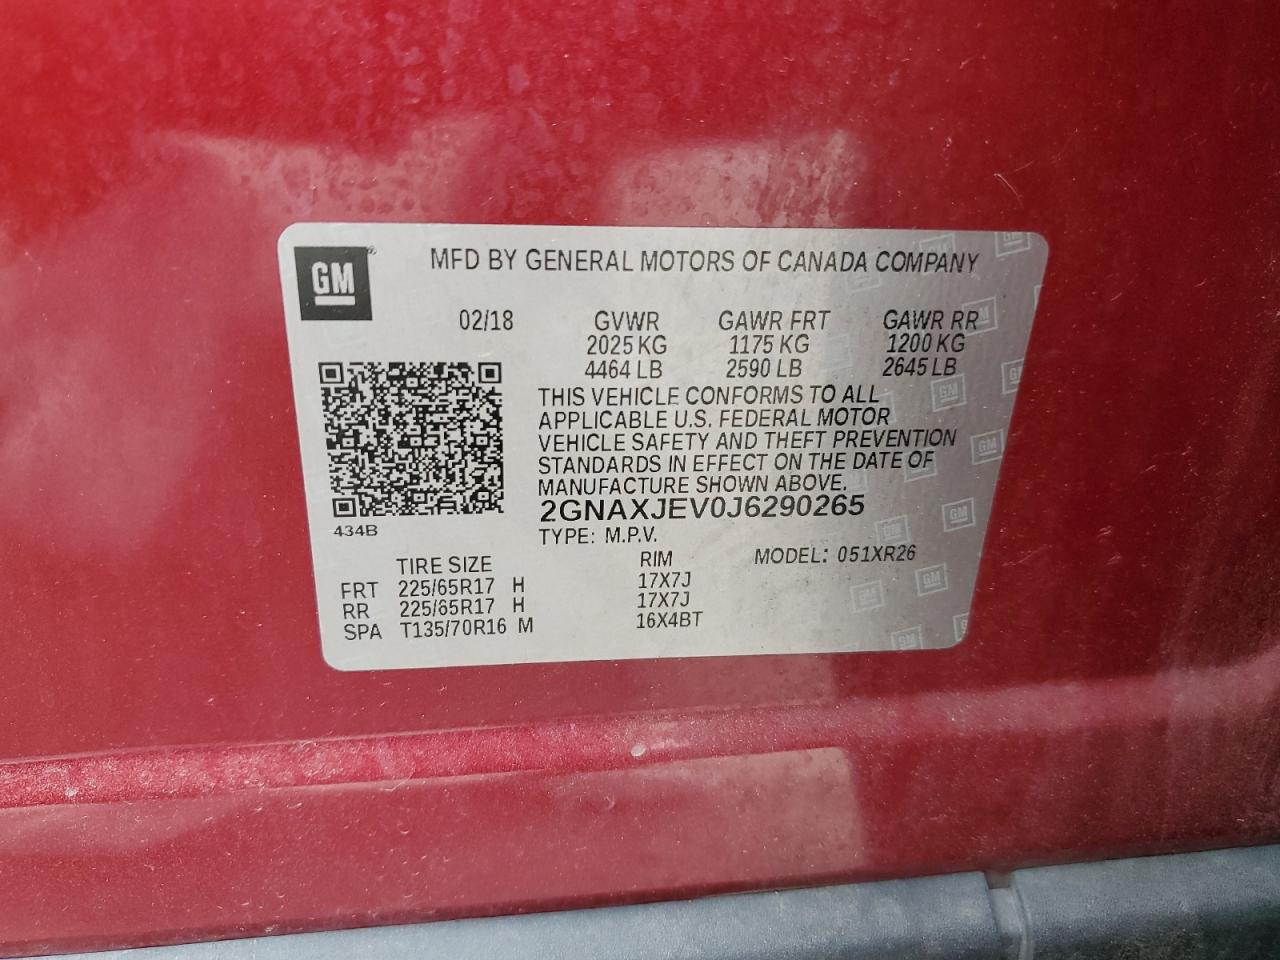 GM
MFD BY GENERAL MOTORS OF CANADA COMPANY
02/18 GVWR GAWR FRT GAWR RR
2025 KG 1175 KG 1200 KG
4464 LB 2590 LB 2645 LB
THIS VEHICLE CONFORMS TO ALL
APPLICABLE U.S. FEDERAL MOTOR
VEHICLE SAFETY AND THEFT PREVENTION
STANDARDS IN EFFECT ON THE DATE OF
MANUFACTURE SHOWN ABOVE.
2GNAXJEV0J6290265
434B
TYPE: M.P.V.
TIRE SIZE RIM MODEL: 051XR26
FRT 225/65R17 H 17X7J
RR 225/65R17 H 17X7J
SPA T135/70R16 M 16X4BT